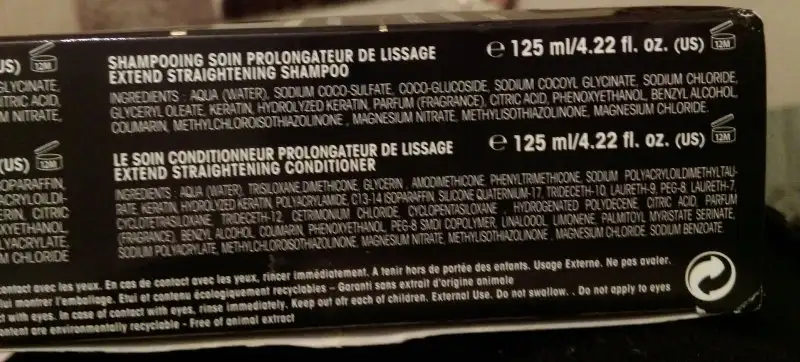 US) 12M
GLYCINATE,
ITRIC ACID,
M NITRATE,
SHAMPOOING SOIN PROLONGATEUR DE LISSAGE
EXTEND STRAIGHTENING SHAMPOO
℮ 125 ml/4.22 fl. oz. (US) 12M
INGREDIENTS : AQUA (WATER), SODIUM COCO-SULFATE, COCO-GLUCOSIDE, SODIUM COCOYL GLYCINATE, SODIUM CHLORIDE,
GLYCERYL OLEATE, KERATIN, HYDROLYZED KERATIN, PARFUM (FRAGRANCE), CITRIC ACID, PHENOXYETHANOL, BENZYL ALCOHOL,
COUMARIN, METHYLCHLOROISOTHIAZOLINONE, MAGNESIUM NITRATE, METHYLISOTHIAZOLINONE, MAGNESIUM CHLORIDE.
(US) 12M
OPARAFFIN,
ACRYLOILDI-
ERIN, CITRIC
OXYETHANOL,
LYACRYLATE,
M CHLORIDE
LE SOIN CONDITIONNEUR PROLONGATEUR DE LISSAGE
EXTEND STRAIGHTENING CONDITIONER
℮ 125 ml/4.22 fl. oz. (US) 12M
INGREDIENTS : AQUA (WATER), TRISILOXANE, DIMETHICONE, GLYCERIN, AMODIMETHICONE, PHENYLTRIMETHICONE, SODIUM POLYACRYLOILDIMETHYLTAU-
RATE, KERATIN, HYDROLYZED KERATIN, POLYACRYLAMIDE, C13-14 ISOPARAFFIN, SILICONE QUATERNIUM-17, TRIDECETH-10, LAURETH-9, PEG-8, LAURETH-7,
CYCLOTETRASILOXANE, TRIDECETH-12, CETRIMONIUM CHLORIDE, CYCLOPENTASILOXANE, HYDROGENATED POLYDECENE, CITRIC ACID, PARFUM
(FRAGRANCE), BENZYL ALCOHOL, COUMARIN, PHENOXYETHANOL, PEG-8 SMDI COPOLYMER, LINALOOL, LIMONENE, PALMITOYL MYRISTATE SERINATE,
SODIUM POLYACRYLATE, METHYLCHLOROISOTHIAZOLINONE, MAGNESIUM NITRATE, METHYLISOTHIAZOLINONE, MAGNESIUM CHLORIDE, SODIUM BENZOATE
contact avec les yeux. En cas de contact avec les yeux, rincer immédiatement. A tenir hors de portée des enfants. Usage Externe. Ne pas avaler.
lui montrer l'emballage. Etui et contenu écologiquement recyclables - Garanti sans extrait d'origine animale
ct with eyes. In case of contact with eyes, rinse immediately. Keep out ofr each of children. External Use. Do not swallow. . Do not apply to eyes
ontent are environmentally recyclable - Free of animal extract